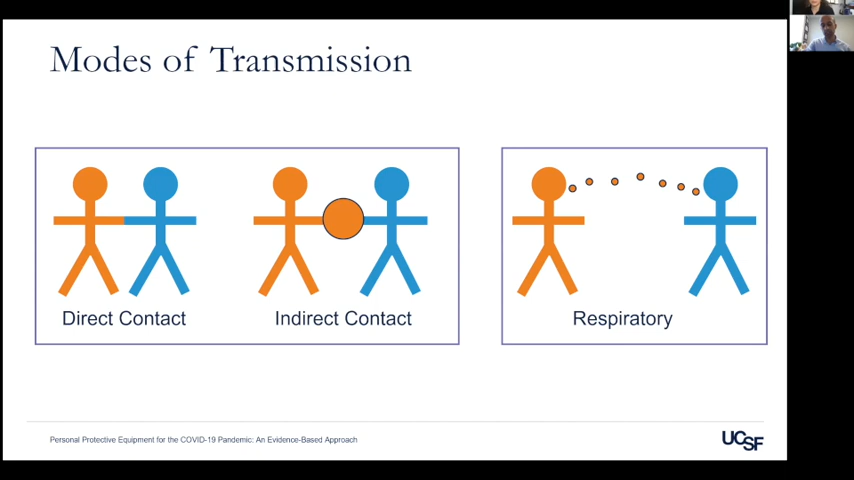 Modes of Transmission
Direct Contact
Indirect Contact
Respiratory
Personal Protective Equipment for the COVID-19 Pandemic: An Evidence-Based Approach
UCSF